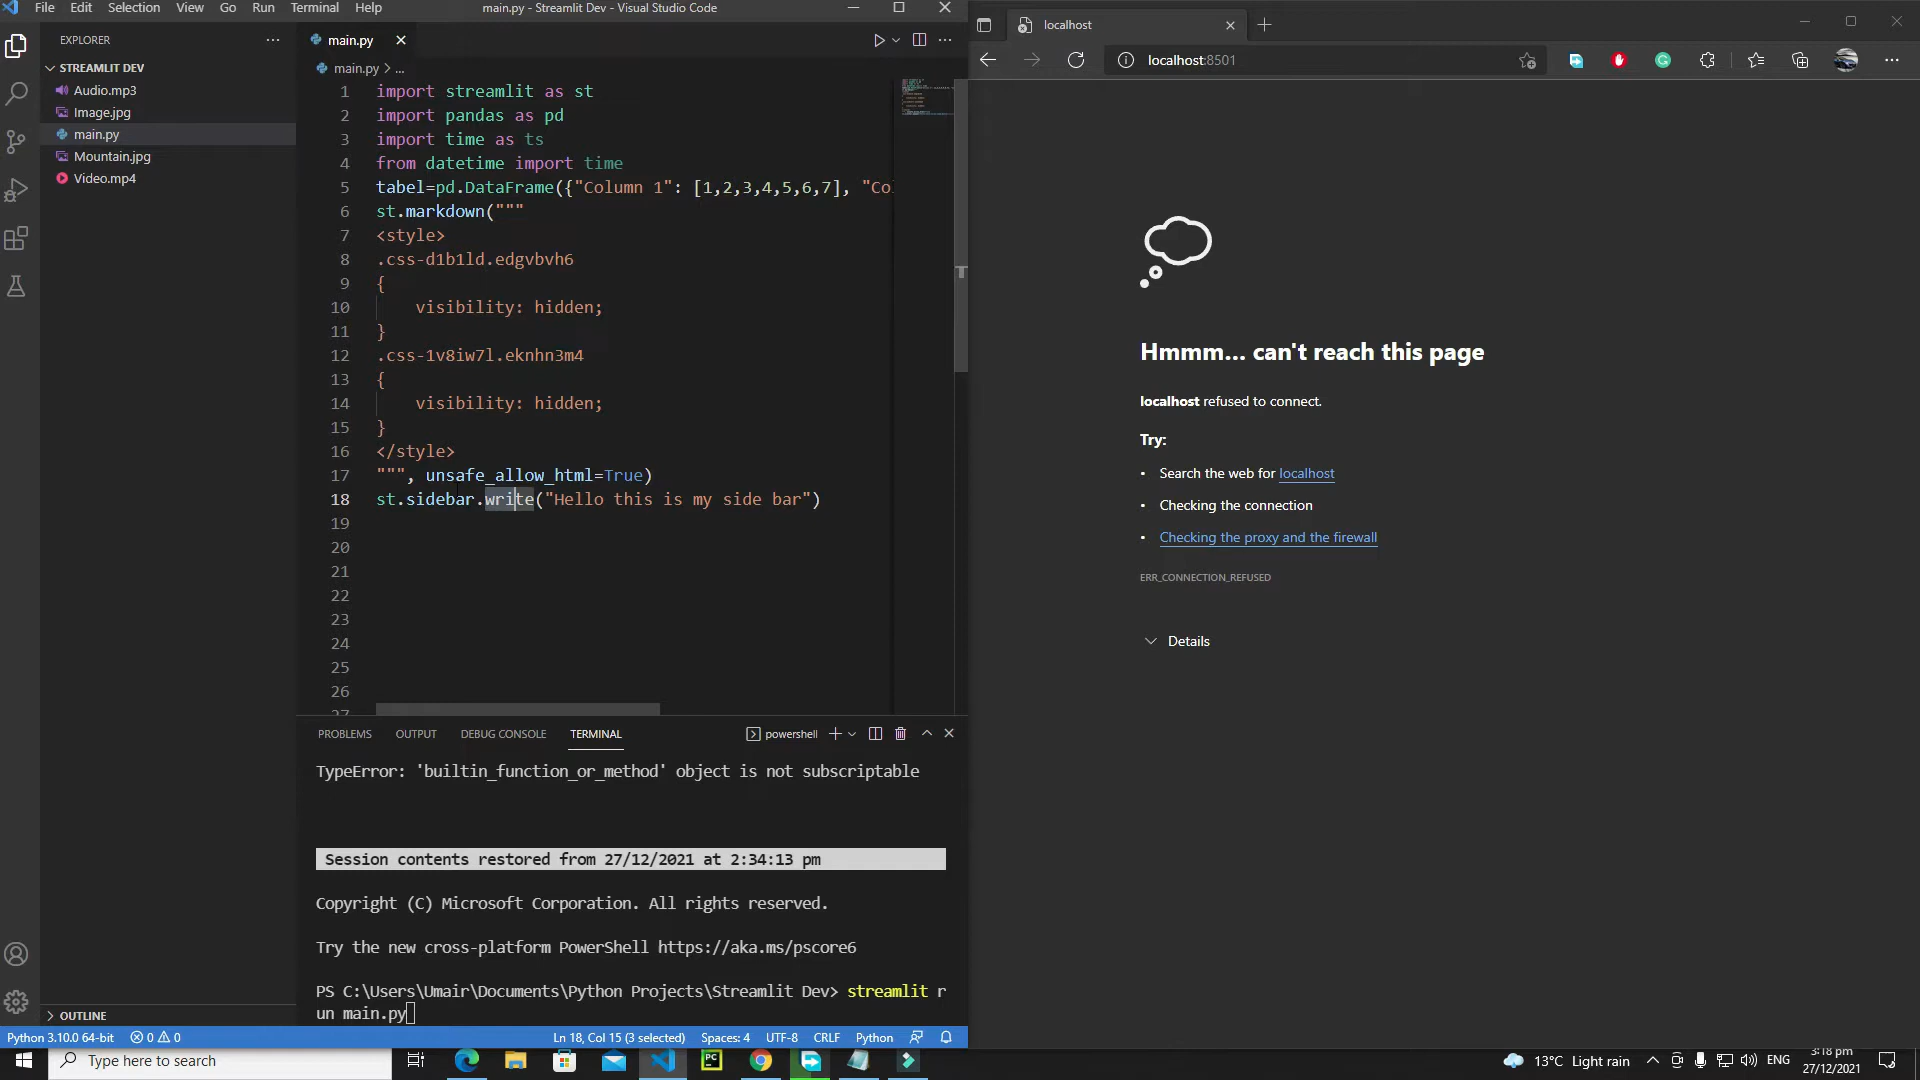 File Edit Selection View Go Run Terminal Help
main.py - Streamlit Dev - Visual Studio Code
EXPLORER
STREAMLIT DEV
Audio.mp3
Image.jpg
main.py
Mountain.jpg
Video.mp4
OUTLINE
main.py
main.py > ...
1 import streamlit as st
2 import pandas as pd
3 import time as ts
4 from datetime import time
5 tabel=pd.DataFrame({"Column 1": [1,2,3,4,5,6,7], "Co
6 st.markdown("""
7 <style>
8 .css-d1b1ld.edgvbvh6
9 {
10 visibility: hidden;
11 }
12 .css-1v8iw7l.eknhn3m4
13 {
14 visibility: hidden;
15 }
16 </style>
17 """, unsafe_allow_html=True)
18 st.sidebar.write("Hello this is my side bar")
19
20
21
22
23
24
25
26
27
PROBLEMS OUTPUT DEBUG CONSOLE TERMINAL
powershell
TypeError: 'builtin_function_or_method' object is not subscriptable
Session contents restored from 27/12/2021 at 2:34:13 pm
Copyright (C) Microsoft Corporation. All rights reserved.
Try the new cross-platform PowerShell https://aka.ms/pscore6
PS C:\Users\Umair\Documents\Python Projects\Streamlit Dev> streamlit r
un main.py
Python 3.10.0 64-bit 0 0 Ln 18, Col 15 (3 selected) Spaces: 4 UTF-8 CRLF Python
localhost
localhost:8501
Hmmm... can't reach this page
localhost refused to connect.
Try:
• Search the web for localhost
• Checking the connection
• Checking the proxy and the firewall
ERR_CONNECTION_REFUSED
Details
Type here to search
PC
13°C Light rain
ENG
3:18 pm
27/12/2021